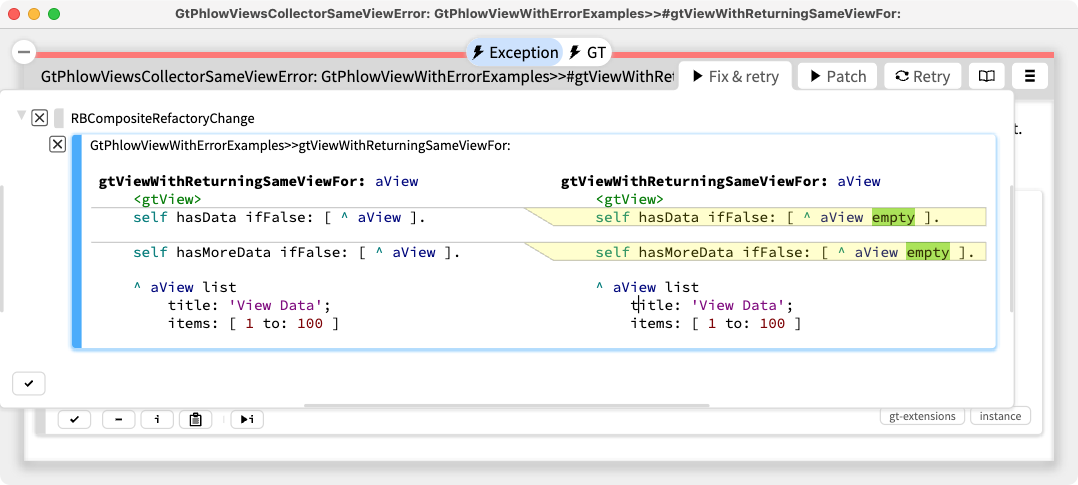 GtPhlowViewsCollectorSameViewError: GtPhlowViewWithErrorExamples>>#gtViewWithReturningSameViewFor:
Exception GT
GtPhlowViewsCollectorSameViewError: GtPhlowViewWithErrorExamples>>#gtViewWithRet
Fix & retry
Patch
Retry
RBCompositeRefactoryChange
t.
GtPhlowViewWithErrorExamples>>gtViewWithReturningSameViewFor:
gtViewWithReturningSameViewFor: aView
<gtView>
self hasData ifFalse: [ ^ aView ].
self hasMoreData ifFalse: [ ^ aView ].
^ aView list
title: 'View Data';
items: [ 1 to: 100 ]
gtViewWithReturningSameViewFor: aView
<gtView>
self hasData ifFalse: [ ^ aView empty ].
self hasMoreData ifFalse: [ ^ aView empty ].
^ aView list
title: 'View Data';
items: [ 1 to: 100 ]
i
i
gt-extensions
instance